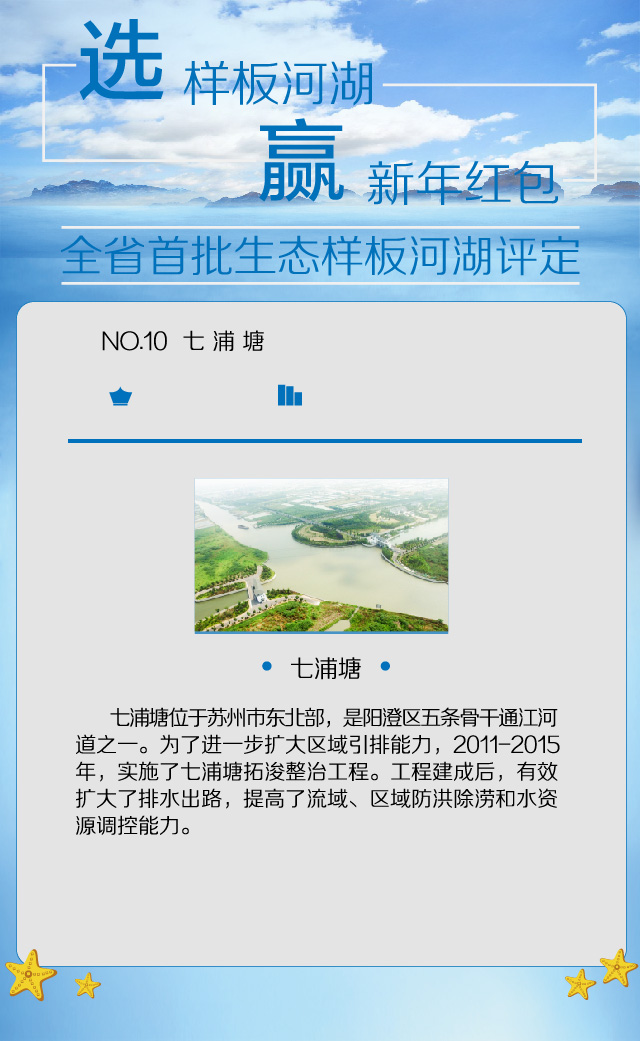 选 样板河湖
赢 新年红包
全省首批生态样板河湖评定
NO.10 七浦塘
• 七浦塘 •
七浦塘位于苏州市东北部，是阳澄区五条骨干通江河
道之一。为了进一步扩大区域引排能力，2011-2015
年，实施了七浦塘拓浚整治工程。工程建成后，有效
扩大了排水出路，提高了流域、区域防洪除涝和水资
源调控能力。